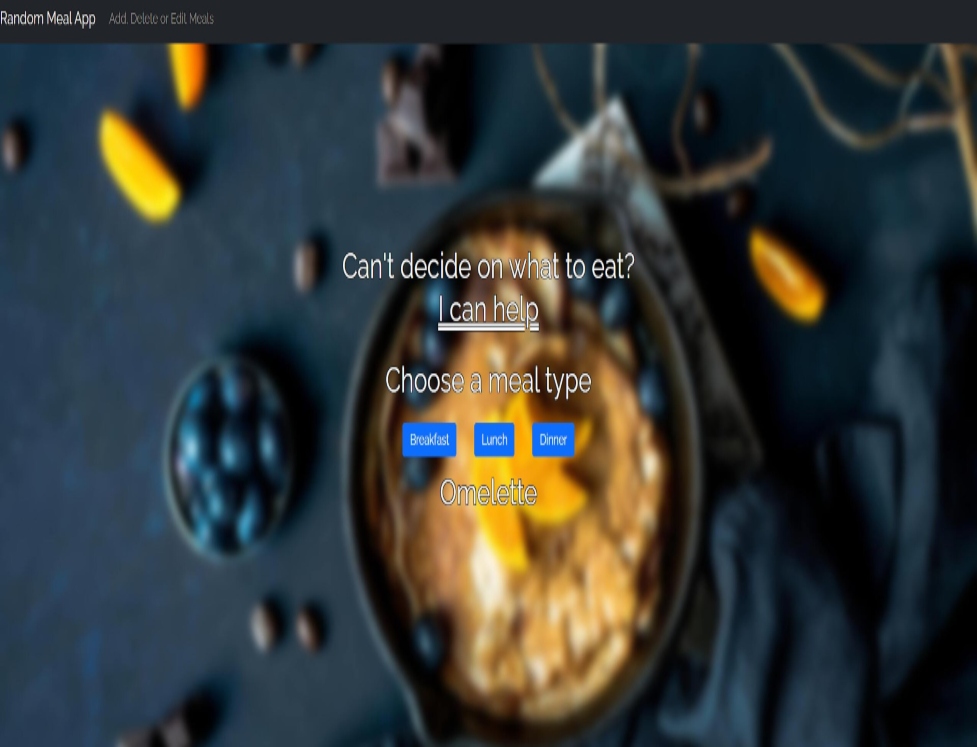 Random Meal App Add, Delete or Edit Meals
Can't decide on what to eat?
I can help
Choose a meal type
Breakfast Lunch Dinner
Omelette